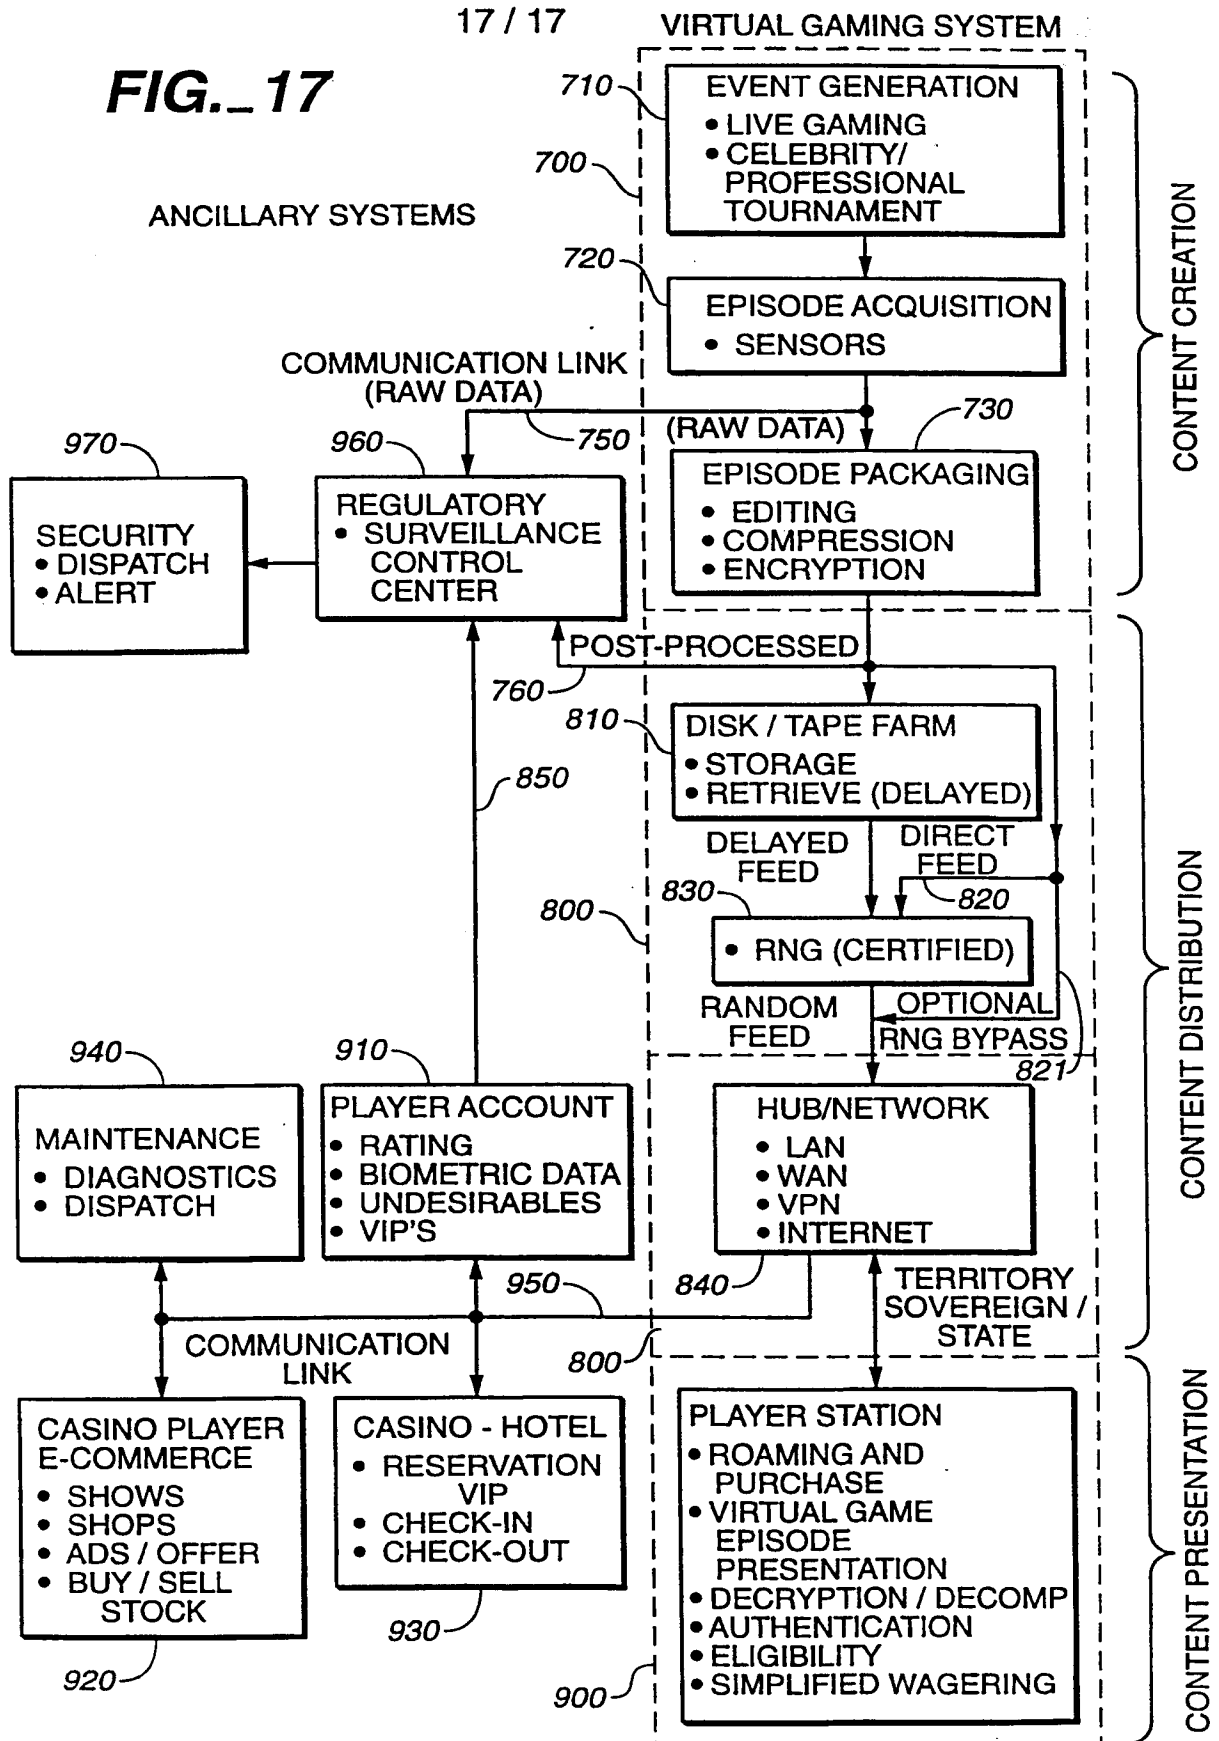 17 / 17
VIRTUAL GAMING SYSTEM
FIG._ 17
ANCILLARY SYSTEMS
710
EVENT GENERATION
• LIVE GAMING
• CELEBRITY/
PROFESSIONAL
TOURNAMENT
700
CONTENT CREATION
720
EPISODE ACQUISITION
• SENSORS
COMMUNICATION LINK
(RAW DATA)
750
(RAW DATA)
730
EPISODE PACKAGING
• EDITING
• COMPRESSION
• ENCRYPTION
960
REGULATORY
• SURVEILLANCE
CONTROL
CENTER
970
SECURITY
• DISPATCH
• ALERT
POST-PROCESSED
760
810
DISK / TAPE FARM
• STORAGE
• RETRIEVE (DELAYED)
850
DELAYED
FEED
DIRECT
FEED
820
830
800
• RNG (CERTIFIED)
RANDOM
FEED
OPTIONAL
RNG BYPASS
821
CONTENT DISTRIBUTION
940
MAINTENANCE
• DIAGNOSTICS
• DISPATCH
910
PLAYER ACCOUNT
• RATING
• BIOMETRIC DATA
• UNDESIRABLES
• VIP'S
HUB/NETWORK
• LAN
• WAN
• VPN
• INTERNET
840
950
TERRITORY
SOVEREIGN /
STATE
COMMUNICATION
LINK
800
CASINO PLAYER
E-COMMERCE
• SHOWS
• SHOPS
• ADS / OFFER
• BUY / SELL
STOCK
920
CASINO - HOTEL
• RESERVATION
VIP
• CHECK-IN
• CHECK-OUT
930
PLAYER STATION
• ROAMING AND
PURCHASE
• VIRTUAL GAME
EPISODE
PRESENTATION
• DECRYPTION / DECOMP
• AUTHENTICATION
• ELIGIBILITY
• SIMPLIFIED WAGERING
900
CONTENT PRESENTATION